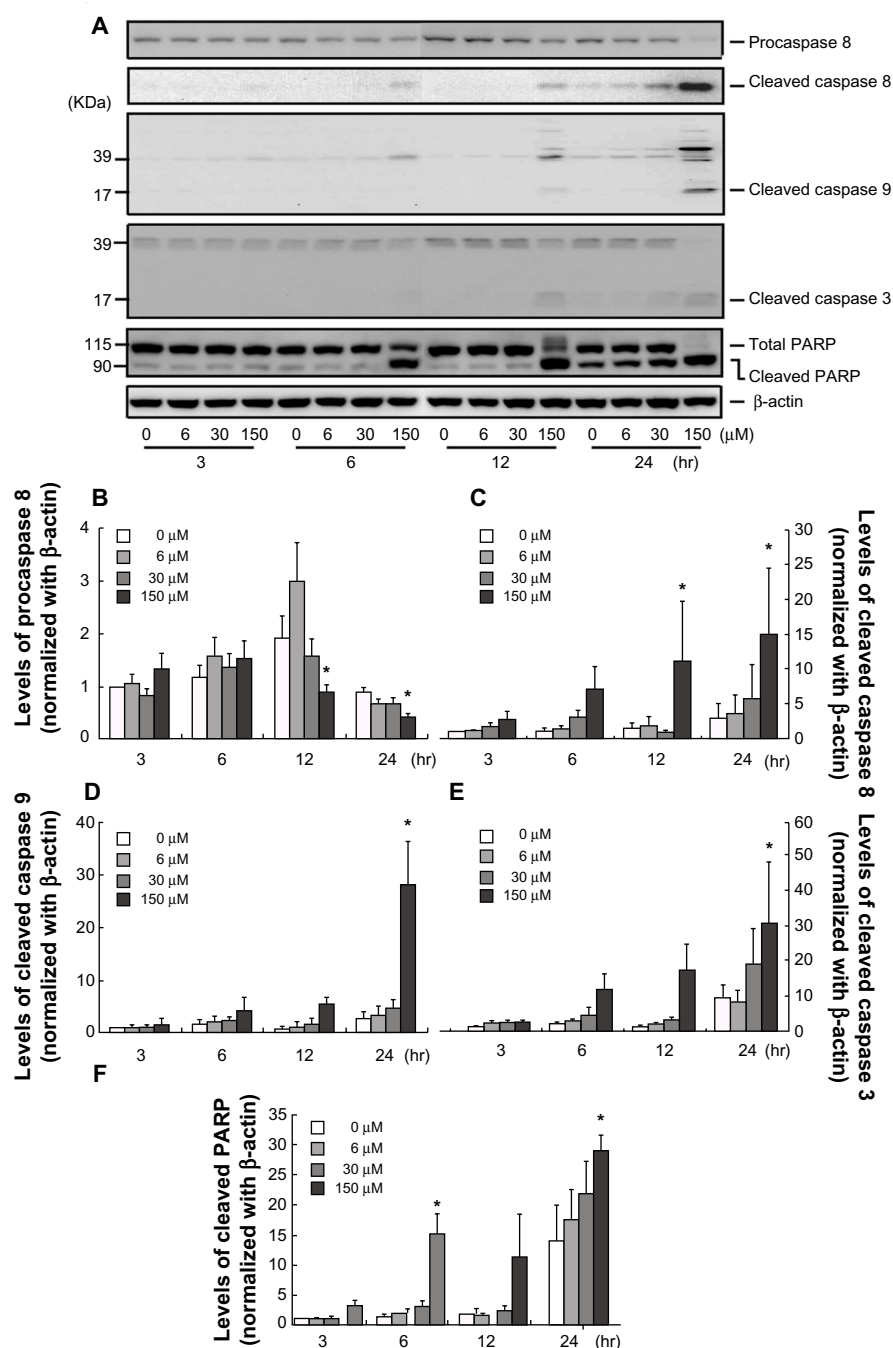 A
Procaspase 8
Cleaved caspase 8
(KDa)
39
17
Cleaved caspase 9
39
17
Cleaved caspase 3
115
90
Total PARP
Cleaved PARP
β-actin
0 6 30 150 0 6 30 150 0 6 30 150 0 6 30 150 (μM)
3 6 12 24 (hr)
B
Levels of procaspase 8
(normalized with β-actin)
4
3
2
1
0
0 μM
6 μM
30 μM
150 μM
*
*
3 6 12 24 (hr)
C
Levels of cleaved caspase 8
(normalized with β-actin)
30
25
20
15
10
5
0
0 μM
6 μM
30 μM
150 μM
*
*
3 6 12 24 (hr)
D
Levels of cleaved caspase 9
(normalized with β-actin)
40
30
20
10
0
0 μM
6 μM
30 μM
150 μM
*
3 6 12 24 (hr)
E
Levels of cleaved caspase 3
(normalized with β-actin)
60
50
40
30
20
10
0
0 μM
6 μM
30 μM
150 μM
*
3 6 12 24 (hr)
F
Levels of cleaved PARP
(normalized with β-actin)
35
30
25
20
15
10
5
0
0 μM
6 μM
30 μM
150 μM
*
*
3 6 12 24 (hr)